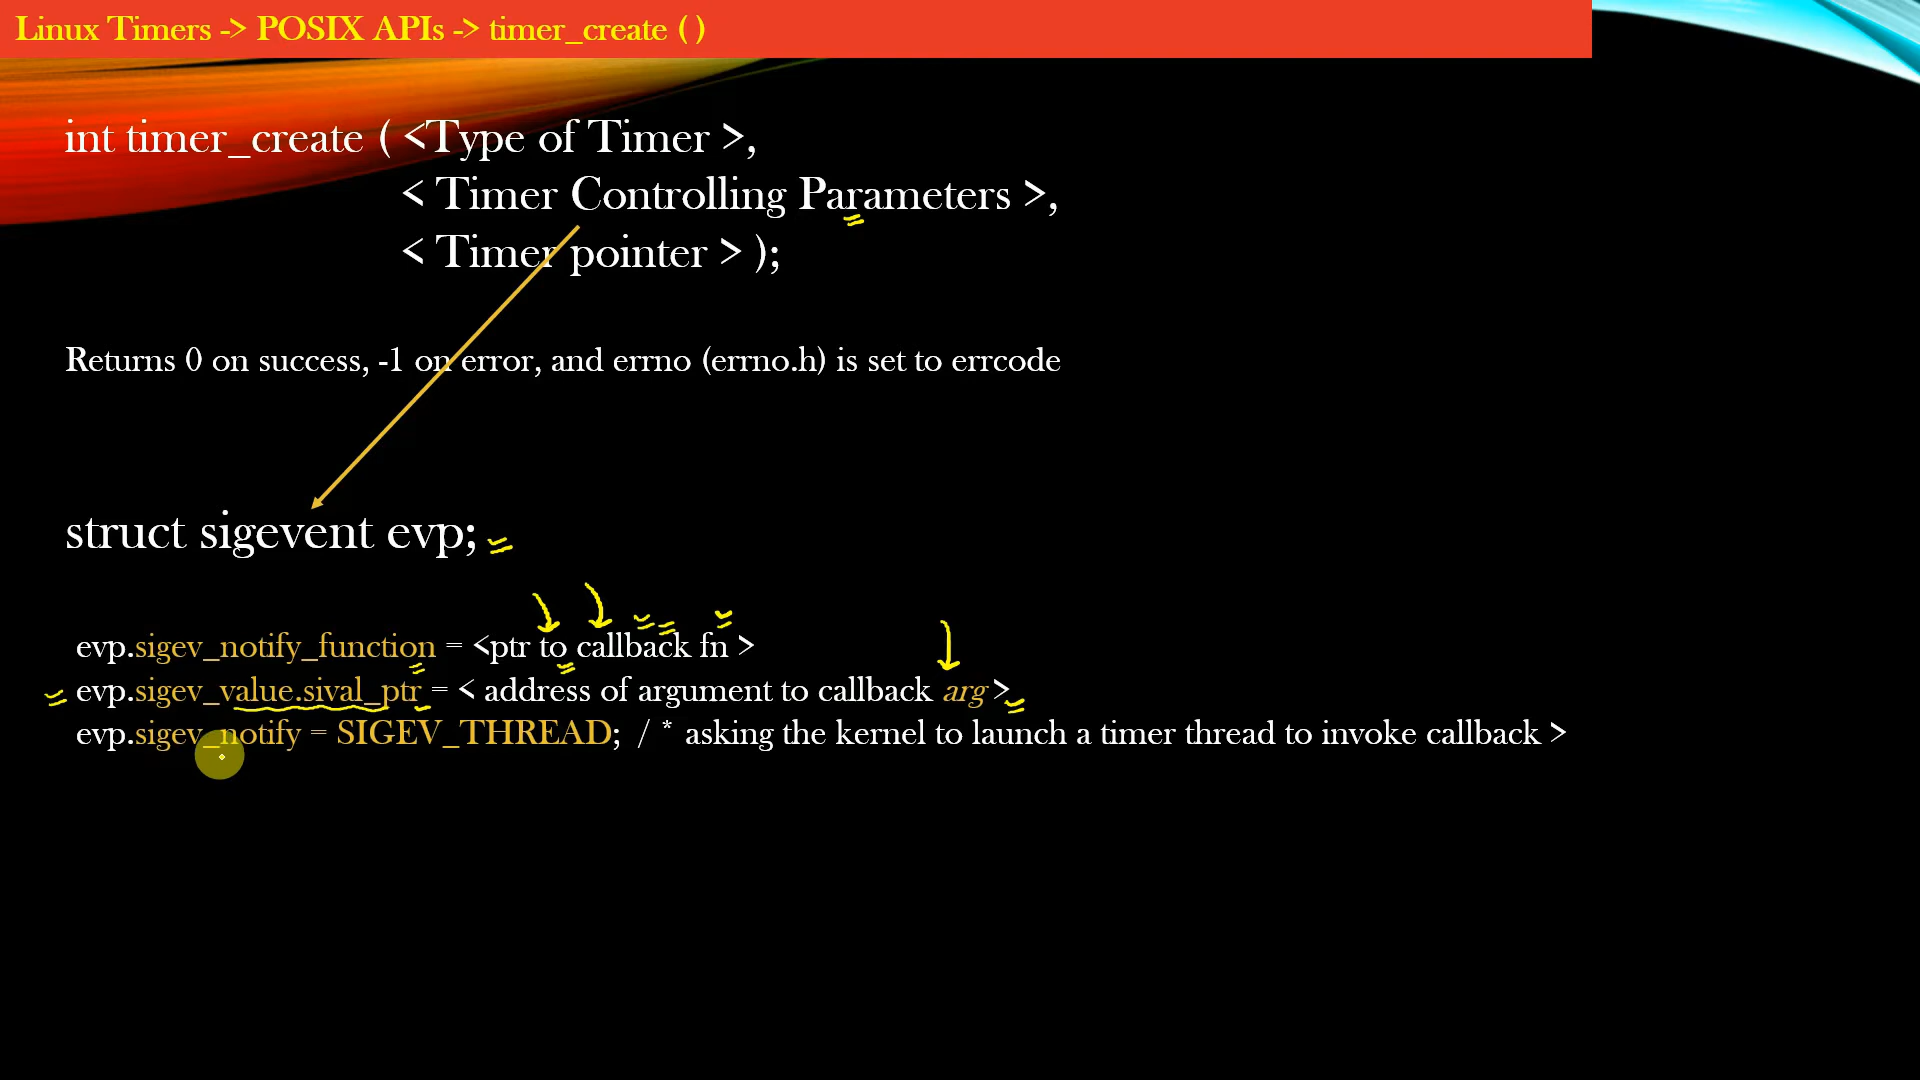 Linux Timers -> POSIX APIs -> timer_create ( )
int timer_create ( <Type of Timer >,
< Timer Controlling Parameters >,
< Timer pointer > );
Returns 0 on success, -1 on error, and errno (errno.h) is set to errcode
struct sigevent evp;
evp.sigev_notify_function = <ptr to callback fn >
evp.sigev_value.sival_ptr = < address of argument to callback arg >
evp.sigev_notify = SIGEV_THREAD; / * asking the kernel to launch a timer thread to invoke callback >